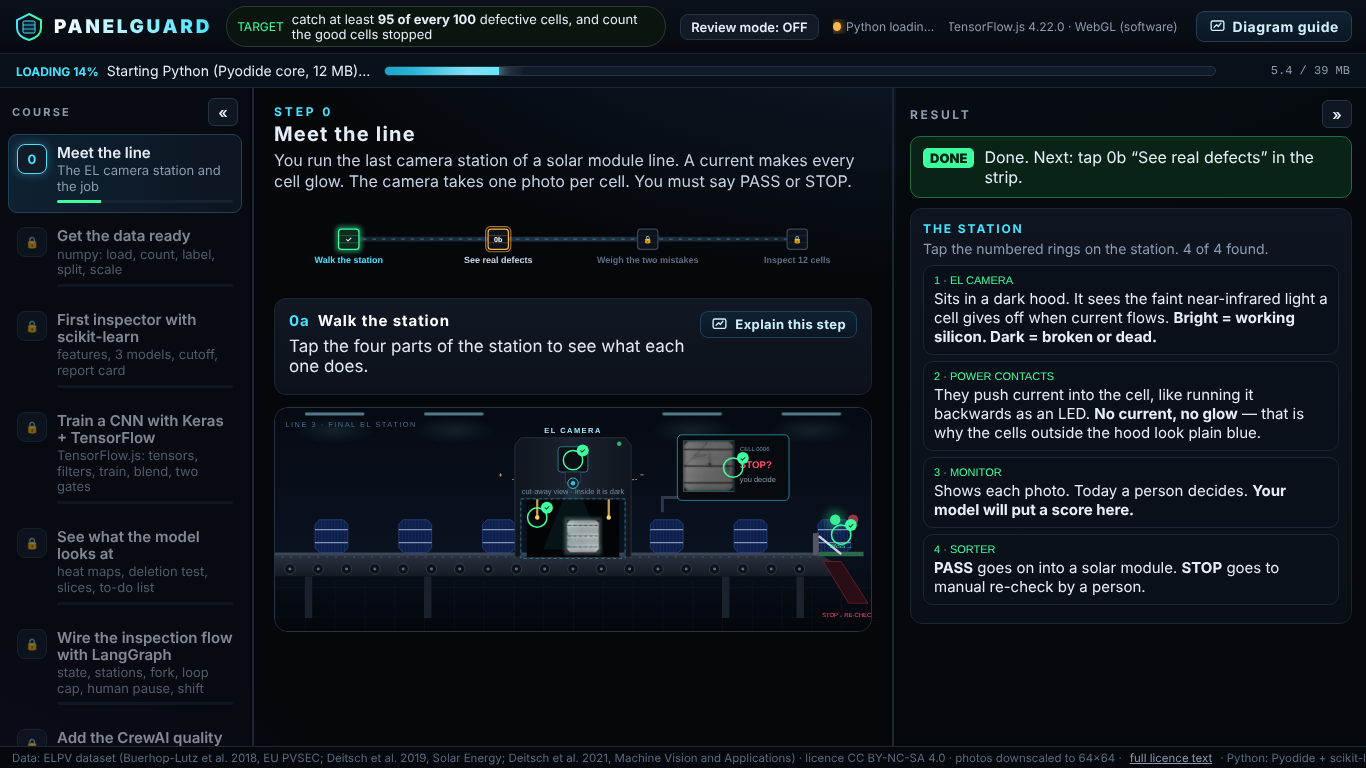 PANELGUARD
TARGET catch at least 95 of every 100 defective cells, and count
the good cells stopped
Review mode: OFF
Python loadin…
TensorFlow.js 4.22.0 · WebGL (software)
Diagram guide
LOADING 14% Starting Python (Pyodide core, 12 MB)…
5.4 / 39 MB
COURSE
«
0
Meet the line
The EL camera station and
the job
Get the data ready
numpy: load, count, label,
split, scale
First inspector with
scikit-learn
features, 3 models, cutoff,
report card
Train a CNN with Keras
+ TensorFlow
TensorFlow.js: tensors,
filters, train, blend, two
gates
See what the model
looks at
heat maps, deletion test,
slices, to-do list
Wire the inspection flow
with LangGraph
state, stations, fork, loop
cap, human pause, shift
Add the CrewAI quality
STEP 0
Meet the line
You run the last camera station of a solar module line. A current makes every
cell glow. The camera takes one photo per cell. You must say PASS or STOP.
0b
Walk the station
See real defects
Weigh the two mistakes
Inspect 12 cells
0a Walk the station
Explain this step
Tap the four parts of the station to see what each
one does.
LINE 3 · FINAL EL STATION
EL CAMERA
cut-away view · inside it is dark
CELL 0006
STOP?
you decide
STOP ↓ RE-CHEC
RESULT
»
DONE Done. Next: tap 0b “See real defects” in the
strip.
THE STATION
Tap the numbered rings on the station. 4 of 4 found.
1 · EL CAMERA
Sits in a dark hood. It sees the faint near-infrared light a
cell gives off when current flows. Bright = working
silicon. Dark = broken or dead.
2 · POWER CONTACTS
They push current into the cell, like running it
backwards as an LED. No current, no glow — that is
why the cells outside the hood look plain blue.
3 · MONITOR
Shows each photo. Today a person decides. Your
model will put a score here.
4 · SORTER
PASS goes on into a solar module. STOP goes to
manual re-check by a person.
Data: ELPV dataset (Buerhop-Lutz et al. 2018, EU PVSEC; Deitsch et al. 2019, Solar Energy; Deitsch et al. 2021, Machine Vision and Applications) · licence CC BY-NC-SA 4.0 · photos downscaled to 64×64 · full licence text · Python: Pyodide + scikit-l